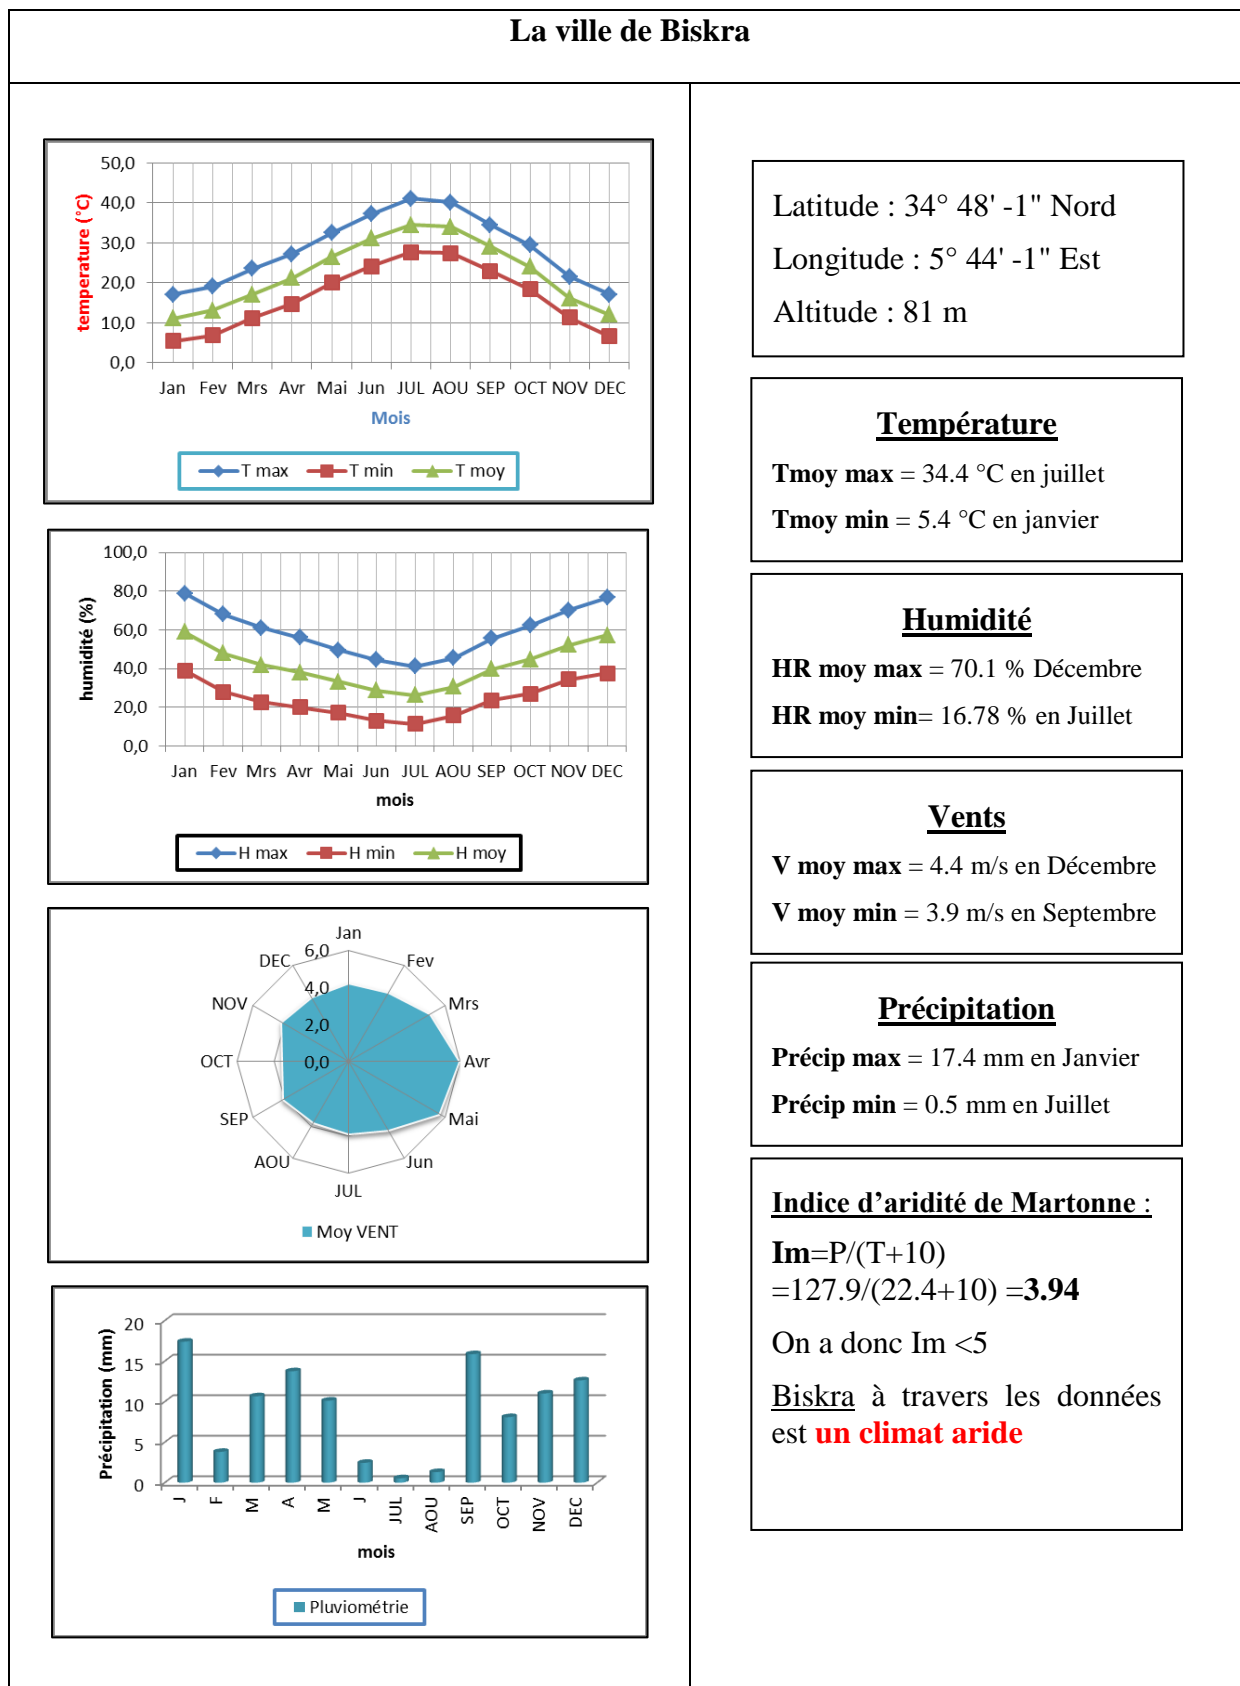 La ville de Biskra
50,0
40,0
30,0
20,0
10,0
0,0
temperature (°C)
Jan Fev Mrs Avr Mai Jun JUL AOU SEP OCT NOV DEC
Mois
T max T min T moy
100,0
80,0
60,0
40,0
20,0
0,0
humidité (%)
Jan Fev Mrs Avr Mai Jun JUL AOU SEP OCT NOV DEC
mois
H max H min H moy
Jan
Fev
Mrs
Avr
Mai
Jun
JUL
AOU
SEP
OCT
NOV
DEC
6,0
4,0
2,0
0,0
Moy VENT
20
15
10
5
0
Précipitation (mm)
J F M A M J JUL AOU SEP OCT NOV DEC
mois
Pluviométrie
Latitude : 34° 48' -1" Nord
Longitude : 5° 44' -1" Est
Altitude : 81 m
Température
Tmoy max = 34.4 °C en juillet
Tmoy min = 5.4 °C en janvier
Humidité
HR moy max = 70.1 % Décembre
HR moy min= 16.78 % en Juillet
Vents
V moy max = 4.4 m/s en Décembre
V moy min = 3.9 m/s en Septembre
Précipitation
Précip max = 17.4 mm en Janvier
Précip min = 0.5 mm en Juillet
Indice d’aridité de Martonne :
Im=P/(T+10)
=127.9/(22.4+10) =3.94
On a donc Im <5
Biskra à travers les données
est un climat aride